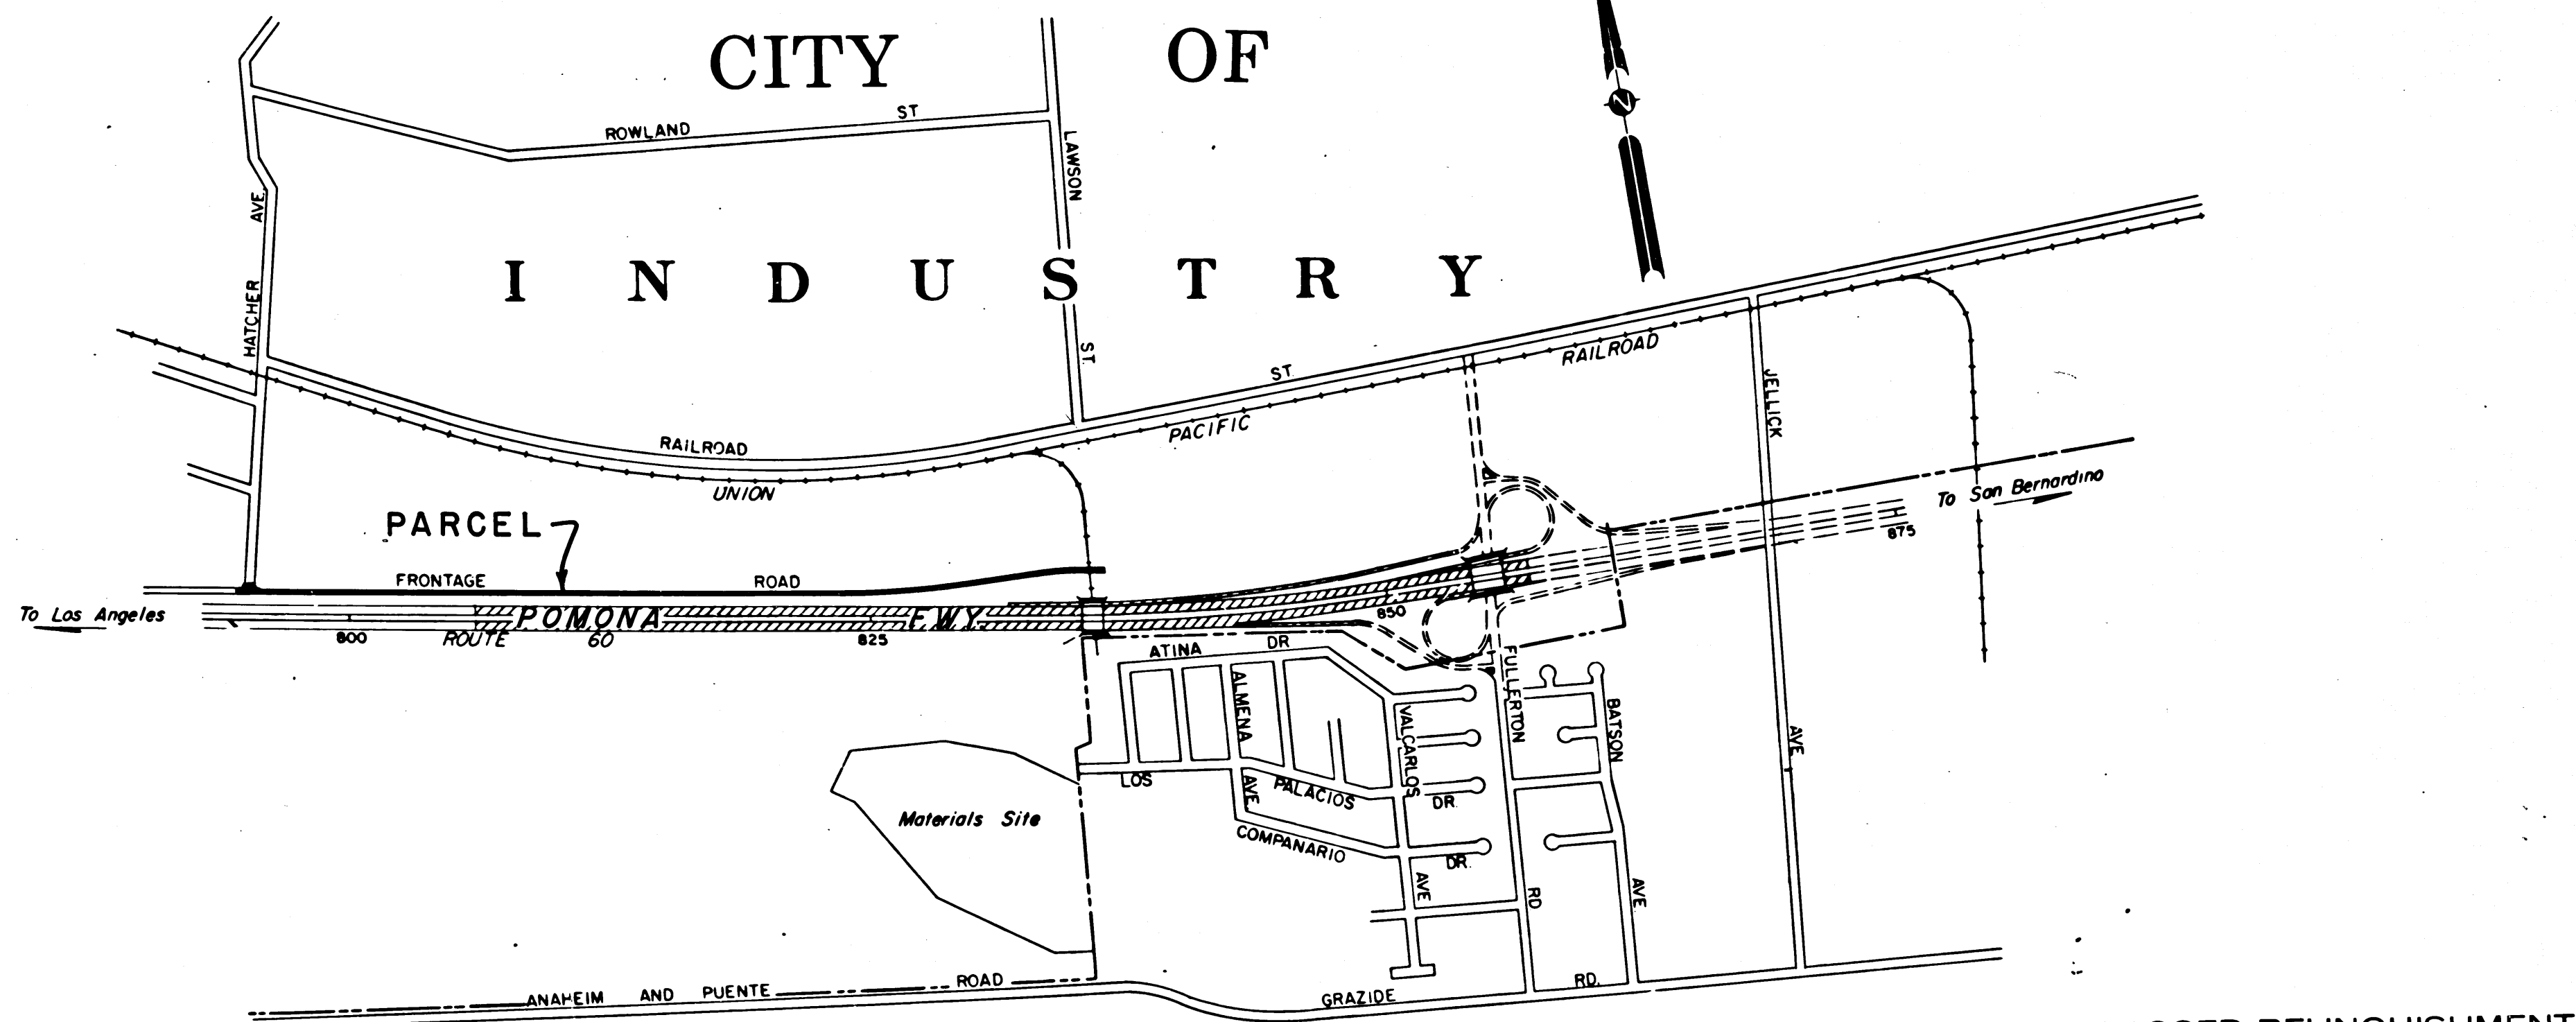 CITY OF
ROWLAND ST
LAWSON ST.
HATCHER AVE.
N
INDUSTRY
RAILROAD ST.
UNION PACIFIC RAILROAD
JELLICK AVE
PARCEL
FRONTAGE ROAD
To San Bernardino
875
To Los Angeles
POMONA FWY.
800
ROUTE 60
825
850
ATINA DR
ALMENA AVE.
VALCARLOS AVE
FULLERTON RD
BATSON AVE
LOS PALACIOS DR.
Materials Site
COMPANARIO DR.
ANAHEIM AND PUENTE ROAD
GRAZIDE RD.
RELINQUISHMENT